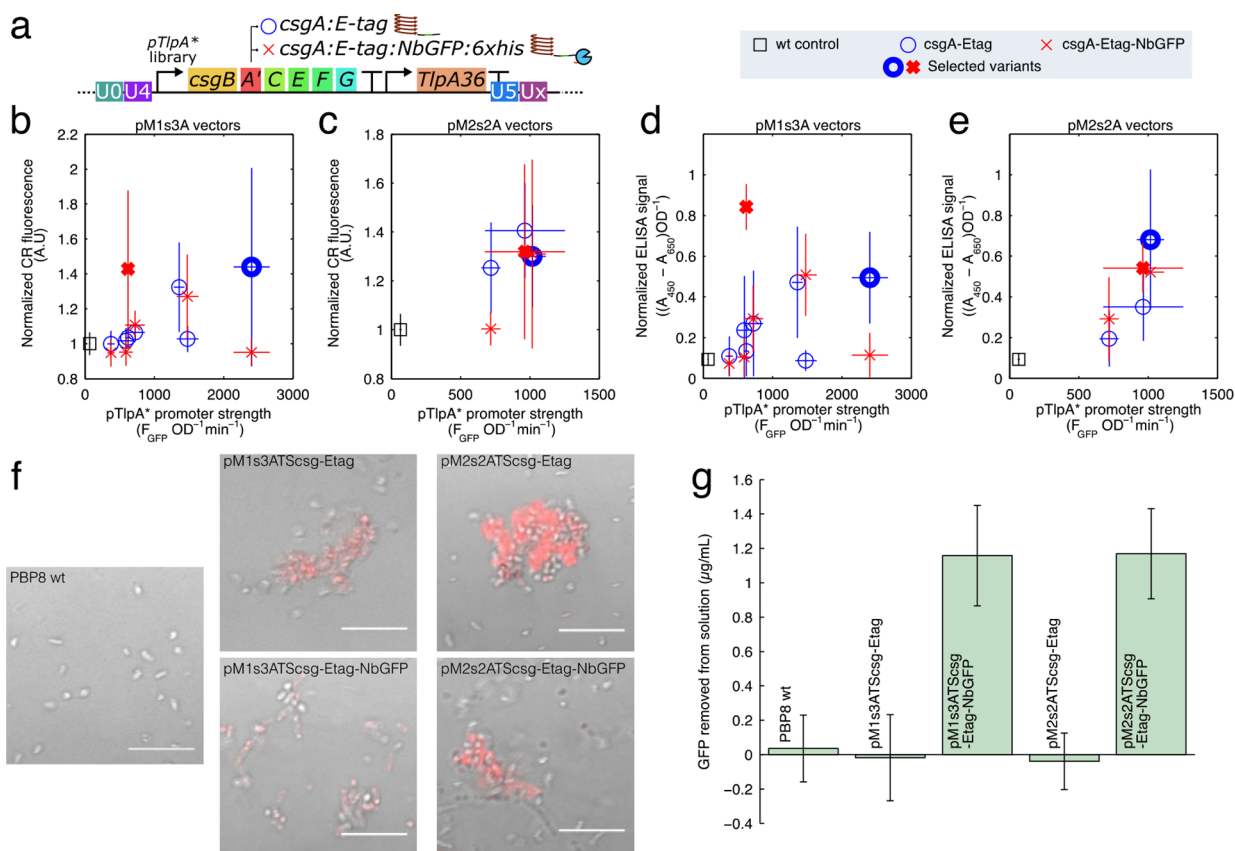 a
pTlpA*
library
csgA:E-tag
csgA:E-tag:NbGFP:6xhis
U0 U4 csgB A' C E F G TlpA36 U5 Ux
wt control csgA-Etag csgA-Etag-NbGFP
Selected variants
b
pM1s3A vectors
Normalized CR fluorescence
(A.U)
2.2
2
1.8
1.6
1.4
1.2
1
0.8
0 1000 2000 3000
pTlpA* promoter strength
(F_GFP OD⁻¹min⁻¹)
c
pM2s2A vectors
Normalized CR fluorescence
(A.U.)
1.8
1.6
1.4
1.2
1
0.8
0 500 1000 1500
pTlpA* promoter strength
(F_GFP OD⁻¹min⁻¹)
d
pM1s3A vectors
Normalized ELISA signal
((A₄₅₀ − A₆₅₀)OD⁻¹)
1
0.8
0.6
0.4
0.2
0
0 1000 2000 3000
pTlpA* promoter strength
(F_GFP OD⁻¹min⁻¹)
e
pM2s2A vectors
Normalized ELISA signal
((A₄₅₀ − A₆₅₀)OD⁻¹)
1
0.8
0.6
0.4
0.2
0
0 500 1000 1500
pTlpA* promoter strength
(F_GFP OD⁻¹min⁻¹)
f
PBP8 wt
pM1s3ATScsg-Etag
pM2s2ATScsg-Etag
pM1s3ATScsg-Etag-NbGFP
pM2s2ATScsg-Etag-NbGFP
g
GFP removed from solution (µg/mL)
1.6
1.4
1.2
1
0.8
0.6
0.4
0.2
0
−0.2
−0.4
PBP8 wt
pM1s3ATScsg-Etag
pM1s3ATScsg
-Etag-NbGFP
pM2s2ATScsg-Etag
pM2s2ATScsg
-Etag-NbGFP